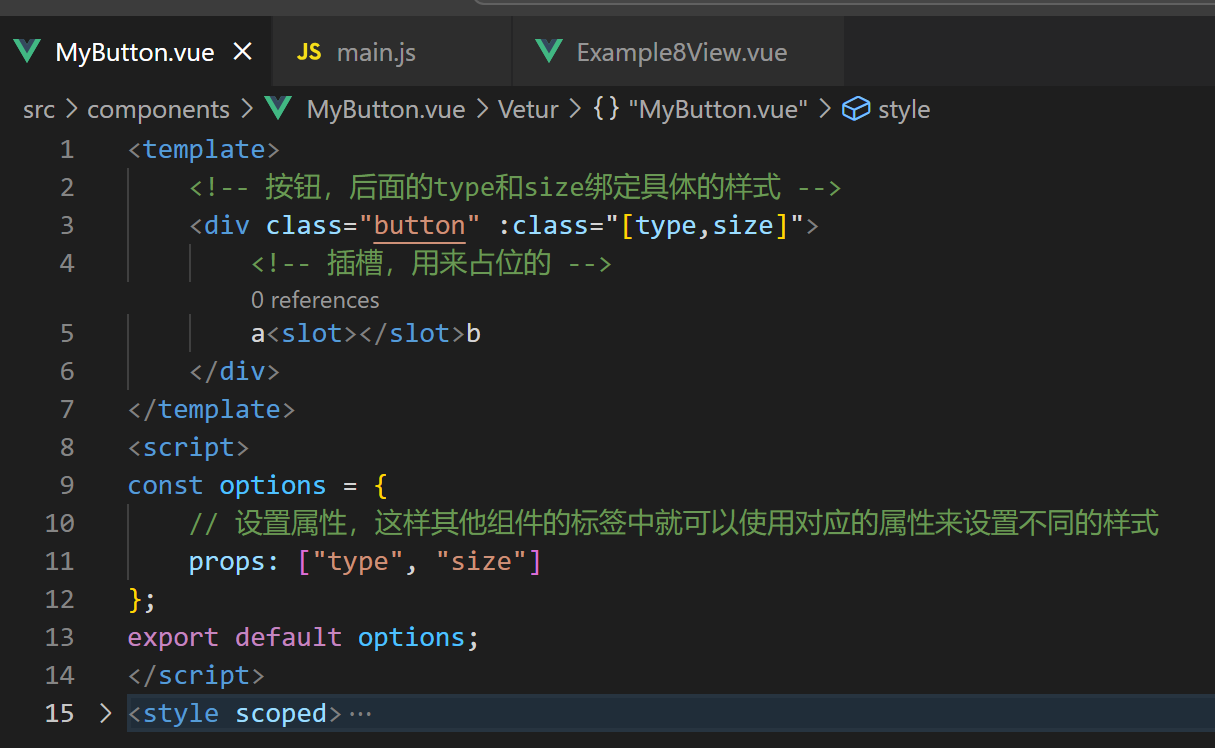 MyButton.vue × JS main.js Example8View.vue
src > components > MyButton.vue > Vetur > {} "MyButton.vue" > style
1 <template>
2 <!-- 按钮，后面的type和size绑定具体的样式 -->
3 <div class="button" :class="[type,size]">
4 <!-- 插槽，用来占位的 -->
0 references
5 a<slot></slot>b
6 </div>
7 </template>
8 <script>
9 const options = {
10 // 设置属性，这样其他组件的标签中就可以使用对应的属性来设置不同的样式
11 props: ["type", "size"]
12 };
13 export default options;
14 </script>
15 > <style scoped>···